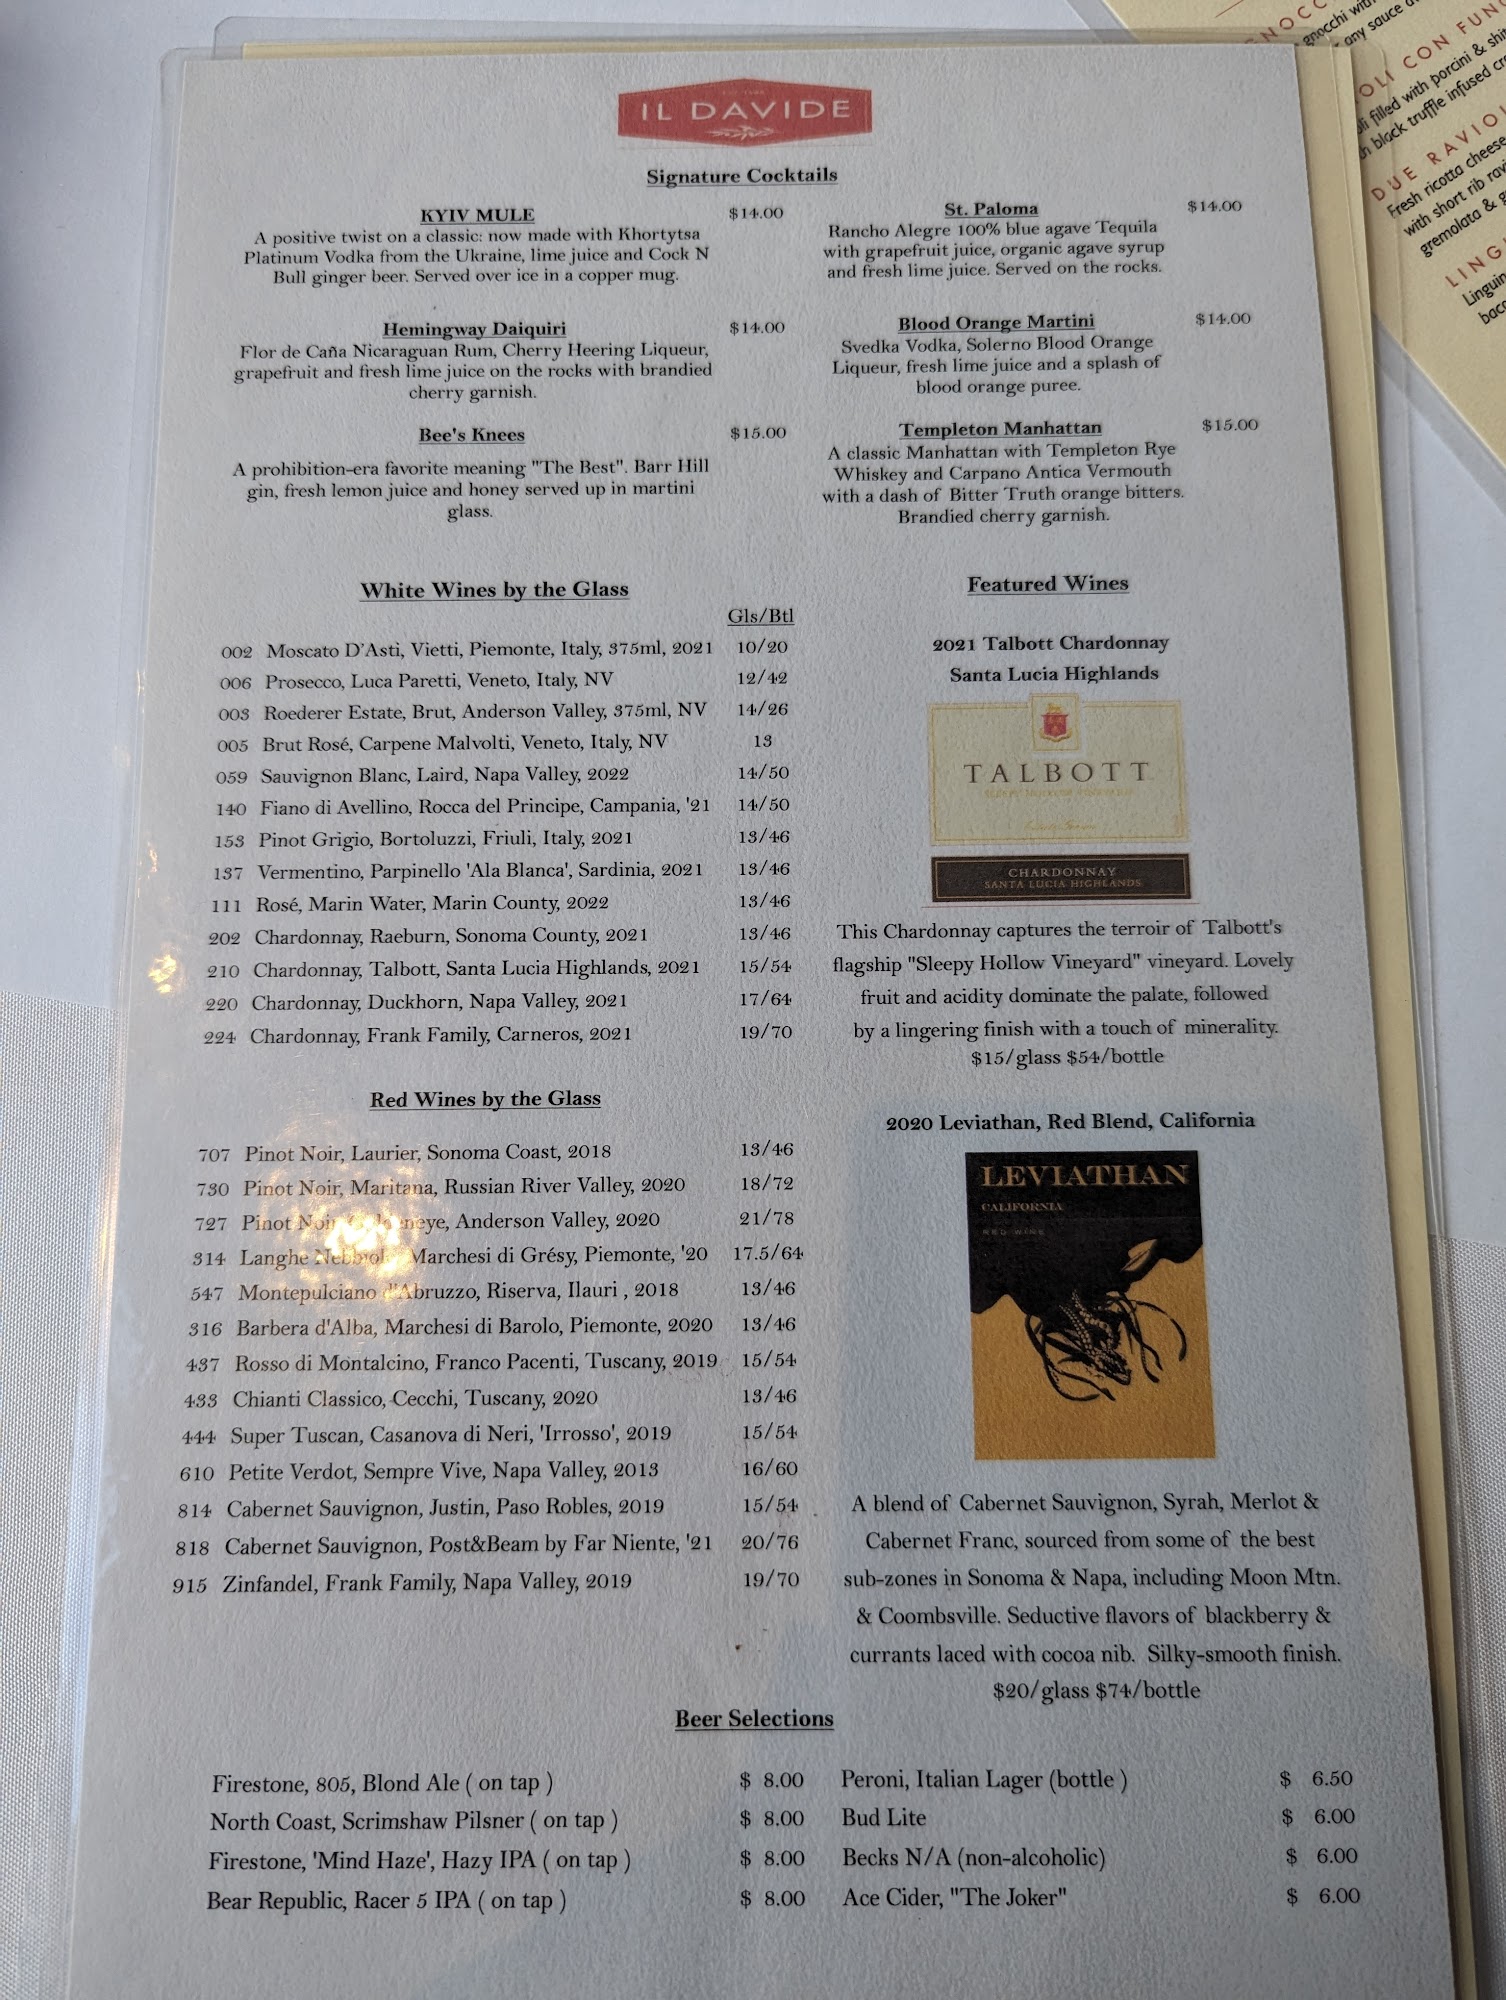 IL DAVIDE
Signature Cocktails
KYIV MULE $14.00
A positive twist on a classic: now made with Khortytsa
Platinum Vodka from the Ukraine, lime juice and Cock N
Bull ginger beer. Served over ice in a copper mug.
Hemingway Daiquiri $14.00
Flor de Caña Nicaraguan Rum, Cherry Heering Liqueur,
grapefruit and fresh lime juice on the rocks with brandied
cherry garnish.
Bee's Knees $15.00
A prohibition-era favorite meaning "The Best". Barr Hill
gin, fresh lemon juice and honey served up in martini
glass.
St. Paloma $14.00
Rancho Alegre 100% blue agave Tequila
with grapefruit juice, organic agave syrup
and fresh lime juice. Served on the rocks.
Blood Orange Martini $14.00
Svedka Vodka, Solerno Blood Orange
Liqueur, fresh lime juice and a splash of
blood orange puree.
Templeton Manhattan $15.00
A classic Manhattan with Templeton Rye
Whiskey and Carpano Antica Vermouth
with a dash of Bitter Truth orange bitters.
Brandied cherry garnish.
White Wines by the Glass
Gls/Btl
002 Moscato D'Asti, Vietti, Piemonte, Italy, 375ml, 2021 10/20
006 Prosecco, Luca Paretti, Veneto, Italy, NV 12/42
003 Roederer Estate, Brut, Anderson Valley, 375ml, NV 14/26
005 Brut Rosé, Carpene Malvolti, Veneto, Italy, NV 13
059 Sauvignon Blanc, Laird, Napa Valley, 2022 14/50
140 Fiano di Avellino, Rocca del Principe, Campania, '21 14/50
153 Pinot Grigio, Bortoluzzi, Friuli, Italy, 2021 13/46
137 Vermentino, Parpinello 'Ala Blanca', Sardinia, 2021 13/46
111 Rosé, Marin Water, Marin County, 2022 13/46
202 Chardonnay, Raeburn, Sonoma County, 2021 13/46
210 Chardonnay, Talbott, Santa Lucia Highlands, 2021 15/54
220 Chardonnay, Duckhorn, Napa Valley, 2021 17/64
224 Chardonnay, Frank Family, Carneros, 2021 19/70
Red Wines by the Glass
707 Pinot Noir, Laurier, Sonoma Coast, 2018 13/46
730 Pinot Noir, Maritana, Russian River Valley, 2020 18/72
727 Pinot Noir, Anderson Valley, 2020 21/78
314 Langhe Nebbiolo Marchesi di Grésy, Piemonte, '20 17.5/64
547 Montepulciano d'Abruzzo, Riserva, Ilauri , 2018 13/46
316 Barbera d'Alba, Marchesi di Barolo, Piemonte, 2020 13/46
437 Rosso di Montalcino, Franco Pacenti, Tuscany, 2019 15/54
433 Chianti Classico, Cecchi, Tuscany, 2020 13/46
444 Super Tuscan, Casanova di Neri, 'Irrosso', 2019 15/54
610 Petite Verdot, Sempre Vive, Napa Valley, 2013 16/60
814 Cabernet Sauvignon, Justin, Paso Robles, 2019 15/54
818 Cabernet Sauvignon, Post&Beam by Far Niente, '21 20/76
915 Zinfandel, Frank Family, Napa Valley, 2019 19/70
Featured Wines
2021 Talbott Chardonnay
Santa Lucia Highlands
TALBOTT
CHARDONNAY
SANTA LUCIA HIGHLANDS
This Chardonnay captures the terroir of Talbott's
flagship "Sleepy Hollow Vineyard" vineyard. Lovely
fruit and acidity dominate the palate, followed
by a lingering finish with a touch of minerality.
$15/glass $54/bottle
2020 Leviathan, Red Blend, California
LEVIATHAN
CALIFORNIA
RED WINE
A blend of Cabernet Sauvignon, Syrah, Merlot &
Cabernet Franc, sourced from some of the best
sub-zones in Sonoma & Napa, including Moon Mtn.
& Coombsville. Seductive flavors of blackberry &
currants laced with cocoa nib. Silky-smooth finish.
$20/glass $74/bottle
Beer Selections
Firestone, 805, Blond Ale ( on tap ) $ 8.00
North Coast, Scrimshaw Pilsner ( on tap ) $ 8.00
Firestone, 'Mind Haze', Hazy IPA ( on tap ) $ 8.00
Bear Republic, Racer 5 IPA ( on tap ) $ 8.00
Peroni, Italian Lager (bottle ) $ 6.50
Bud Lite $ 6.00
Becks N/A (non-alcoholic) $ 6.00
Ace Cider, "The Joker" $ 6.00
gnocchi with
any sauce
CON
filled with porcini &
black truffle infused
DUE
Fresh ricotta cheese
with short rib
gremolata &